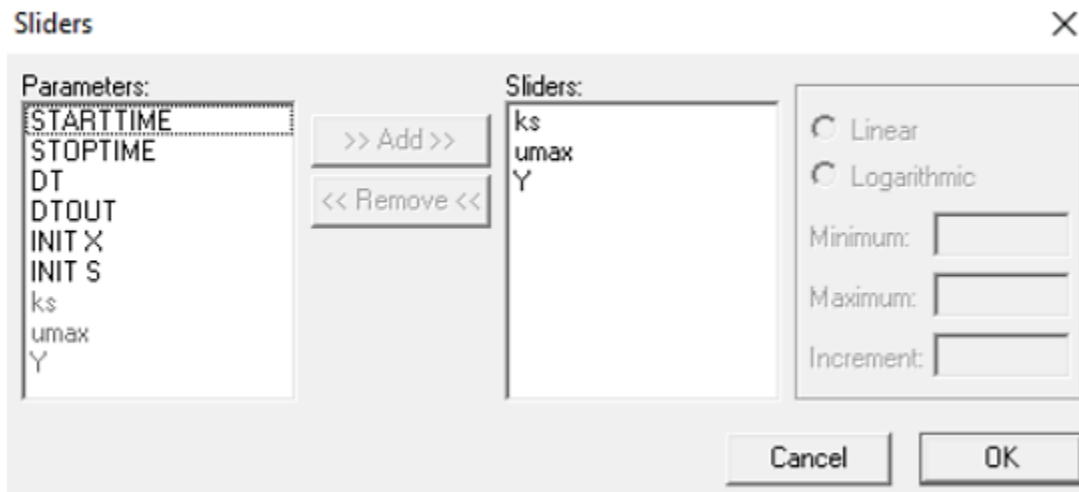 Sliders
Parameters:
STARTTIME
STOPTIME
DT
DTOUT
INIT X
INIT S
ks
umax
Y
>> Add >>
<< Remove <<
Sliders:
ks
umax
Y
Linear
Logarithmic
Minimum:
Maximum:
Increment:
Cancel
OK